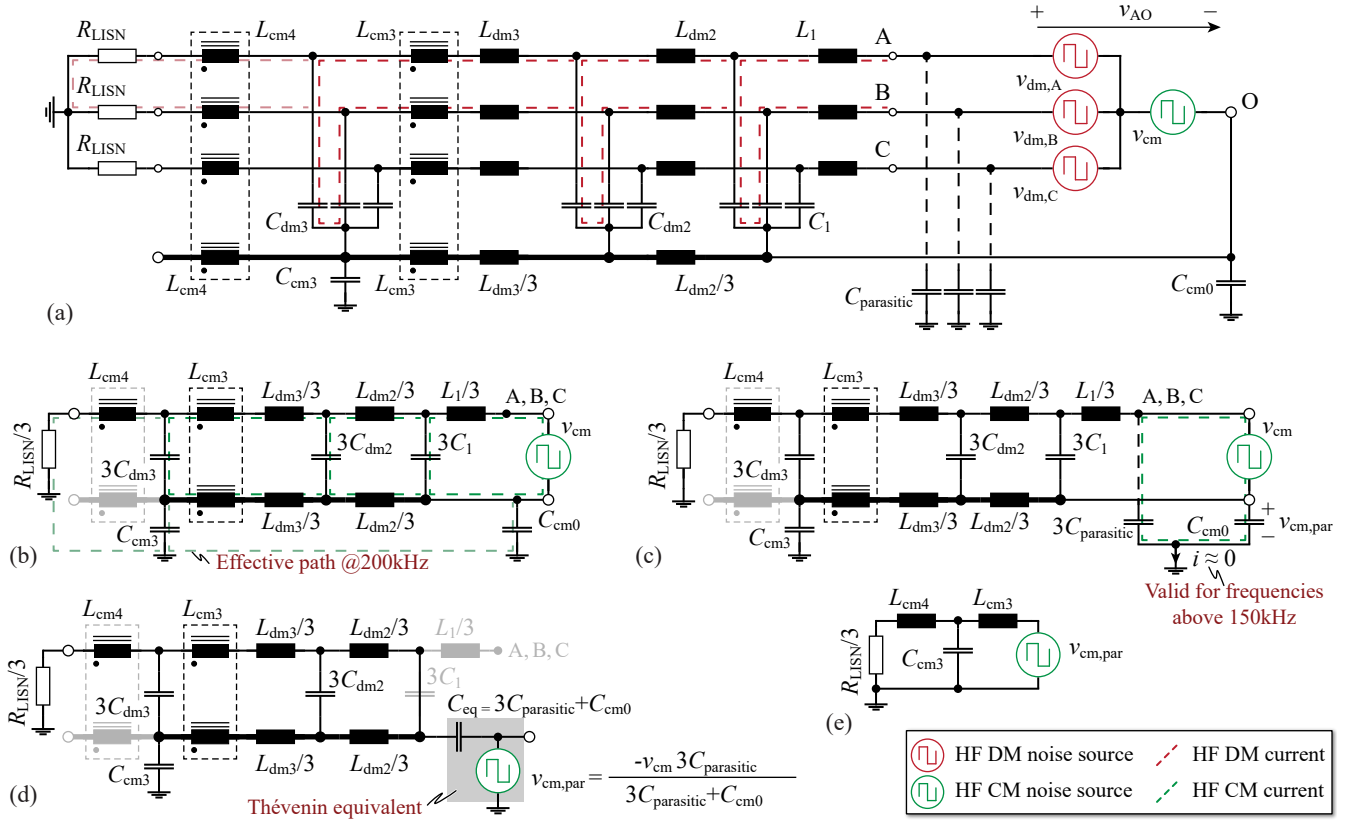 + v_AO −
R_LISN L_cm4 L_cm3 L_dm3 L_dm2 L_1 A
v_dm,A
R_LISN B O
v_dm,B v_cm
R_LISN C
v_dm,C
C_dm3 C_dm2 C_1
L_cm4 C_cm3 L_cm3 L_dm3/3 L_dm2/3 C_parasitic C_cm0
(a)
L_cm4 L_cm3 L_dm3/3 L_dm2/3 L_1/3 A, B, C
v_cm
R_LISN/3 3C_dm3 3C_dm2 3C_1
C_cm3 L_dm3/3 L_dm2/3 C_cm0
(b) Effective path @200kHz
L_cm4 L_cm3 L_dm3/3 L_dm2/3 L_1/3 A, B, C
v_cm
R_LISN/3 3C_dm3 3C_dm2 3C_1
C_cm3 L_dm3/3 L_dm2/3 3C_parasitic C_cm0 + v_cm,par −
(c) i ≈ 0
Valid for frequencies
above 150kHz
L_cm4 L_cm3 L_dm3/3 L_dm2/3 L_1/3 A, B, C
R_LISN/3 3C_dm3 3C_dm2 3C_1
C_eq = 3C_parasitic+C_cm0
C_cm3 L_dm3/3 L_dm2/3
v_cm,par = -v_cm 3C_parasitic
3C_parasitic+C_cm0
(d) Thévenin equivalent
L_cm4 L_cm3
R_LISN/3 C_cm3 v_cm,par
(e)
HF DM noise source HF DM current
HF CM noise source HF CM current